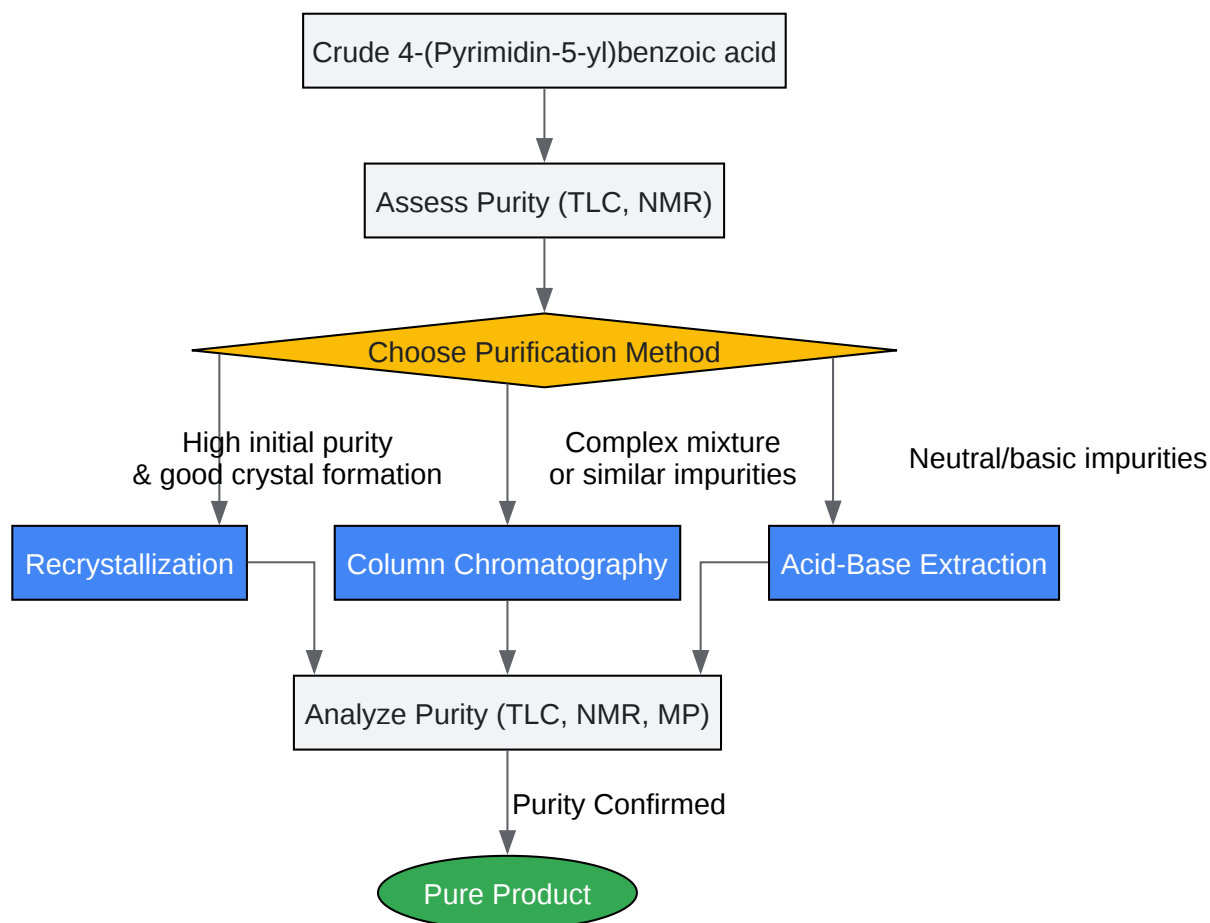 Crude 4-(Pyrimidin-5-yl)benzoic acid
Assess Purity (TLC, NMR)
Choose Purification Method
High initial purity
& good crystal formation
Complex mixture
or similar impurities
Neutral/basic impurities
Recrystallization
Column Chromatography
Acid-Base Extraction
Analyze Purity (TLC, NMR, MP)
Purity Confirmed
Pure Product